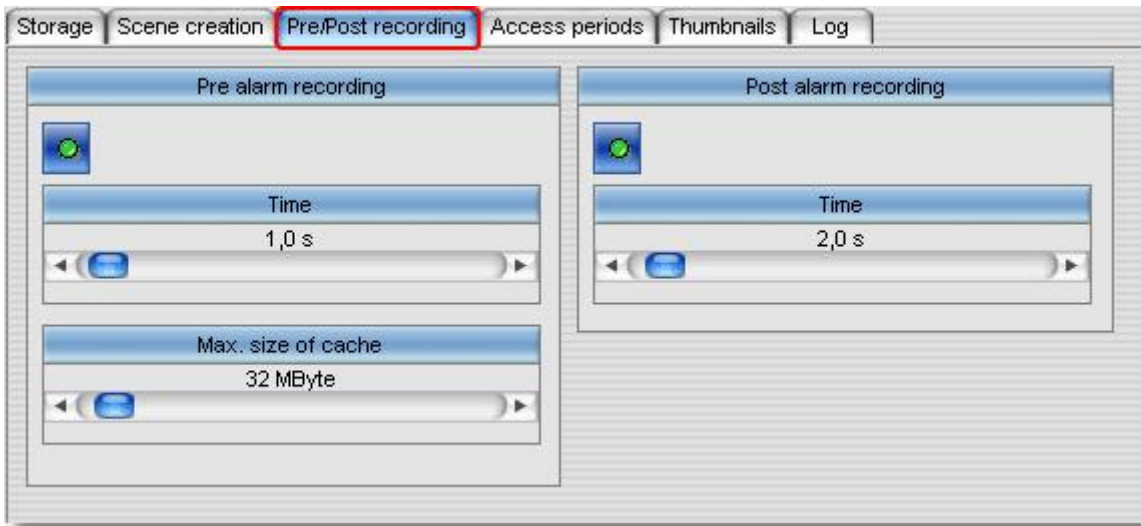 Storage Scene creation Pre/Post recording Access periods Thumbnails Log
Pre alarm recording
Time
1,0 s
Max. size of cache
32 MByte
Post alarm recording
Time
2,0 s